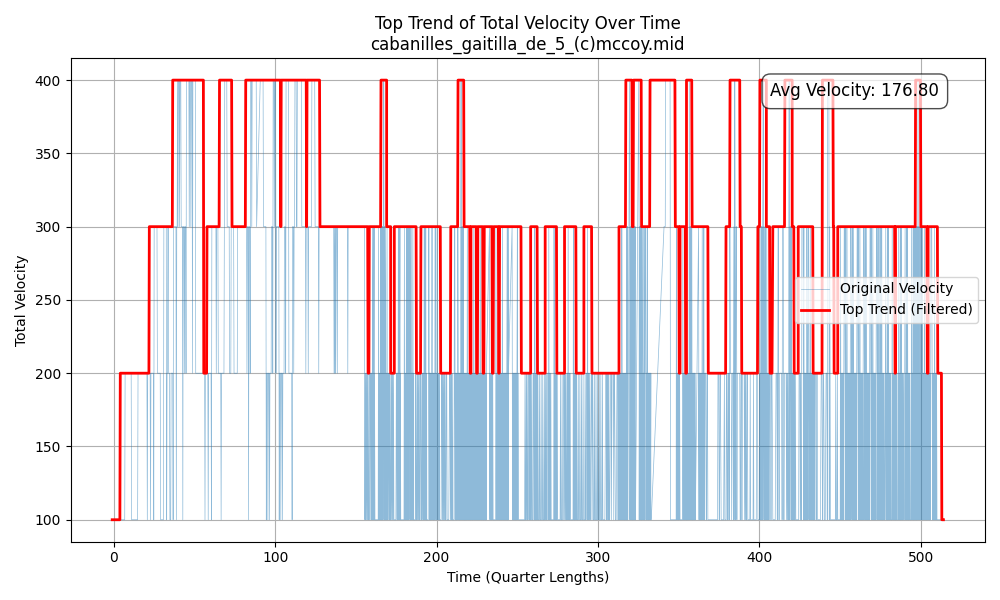 Top Trend of Total Velocity Over Time
cabanilles_gaitilla_de_5_(c)mccoy.mid
Total Velocity
400
350
300
250
200
150
100
Avg Velocity: 176.80
Original Velocity
Top Trend (Filtered)
0
100
200
300
400
500
Time (Quarter Lengths)